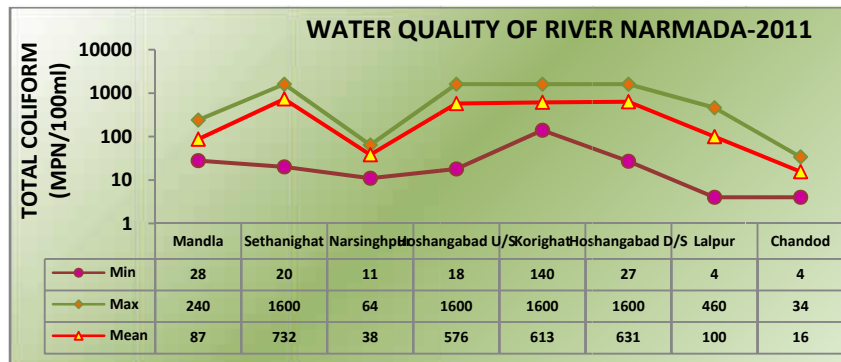 WATER QUALITY OF RIVER NARMADA-2011
TOTAL COLIFORM
(MPN/100ml)
10000
1000
100
10
1
Mandla Sethanighat Narsinghpur Hoshangabad U/S Korighat Hoshangabad D/S Lalpur Chandod
Min 28 20 11 18 140 27 4 4
Max 240 1600 64 1600 1600 1600 460 34
Mean 87 732 38 576 613 631 100 16